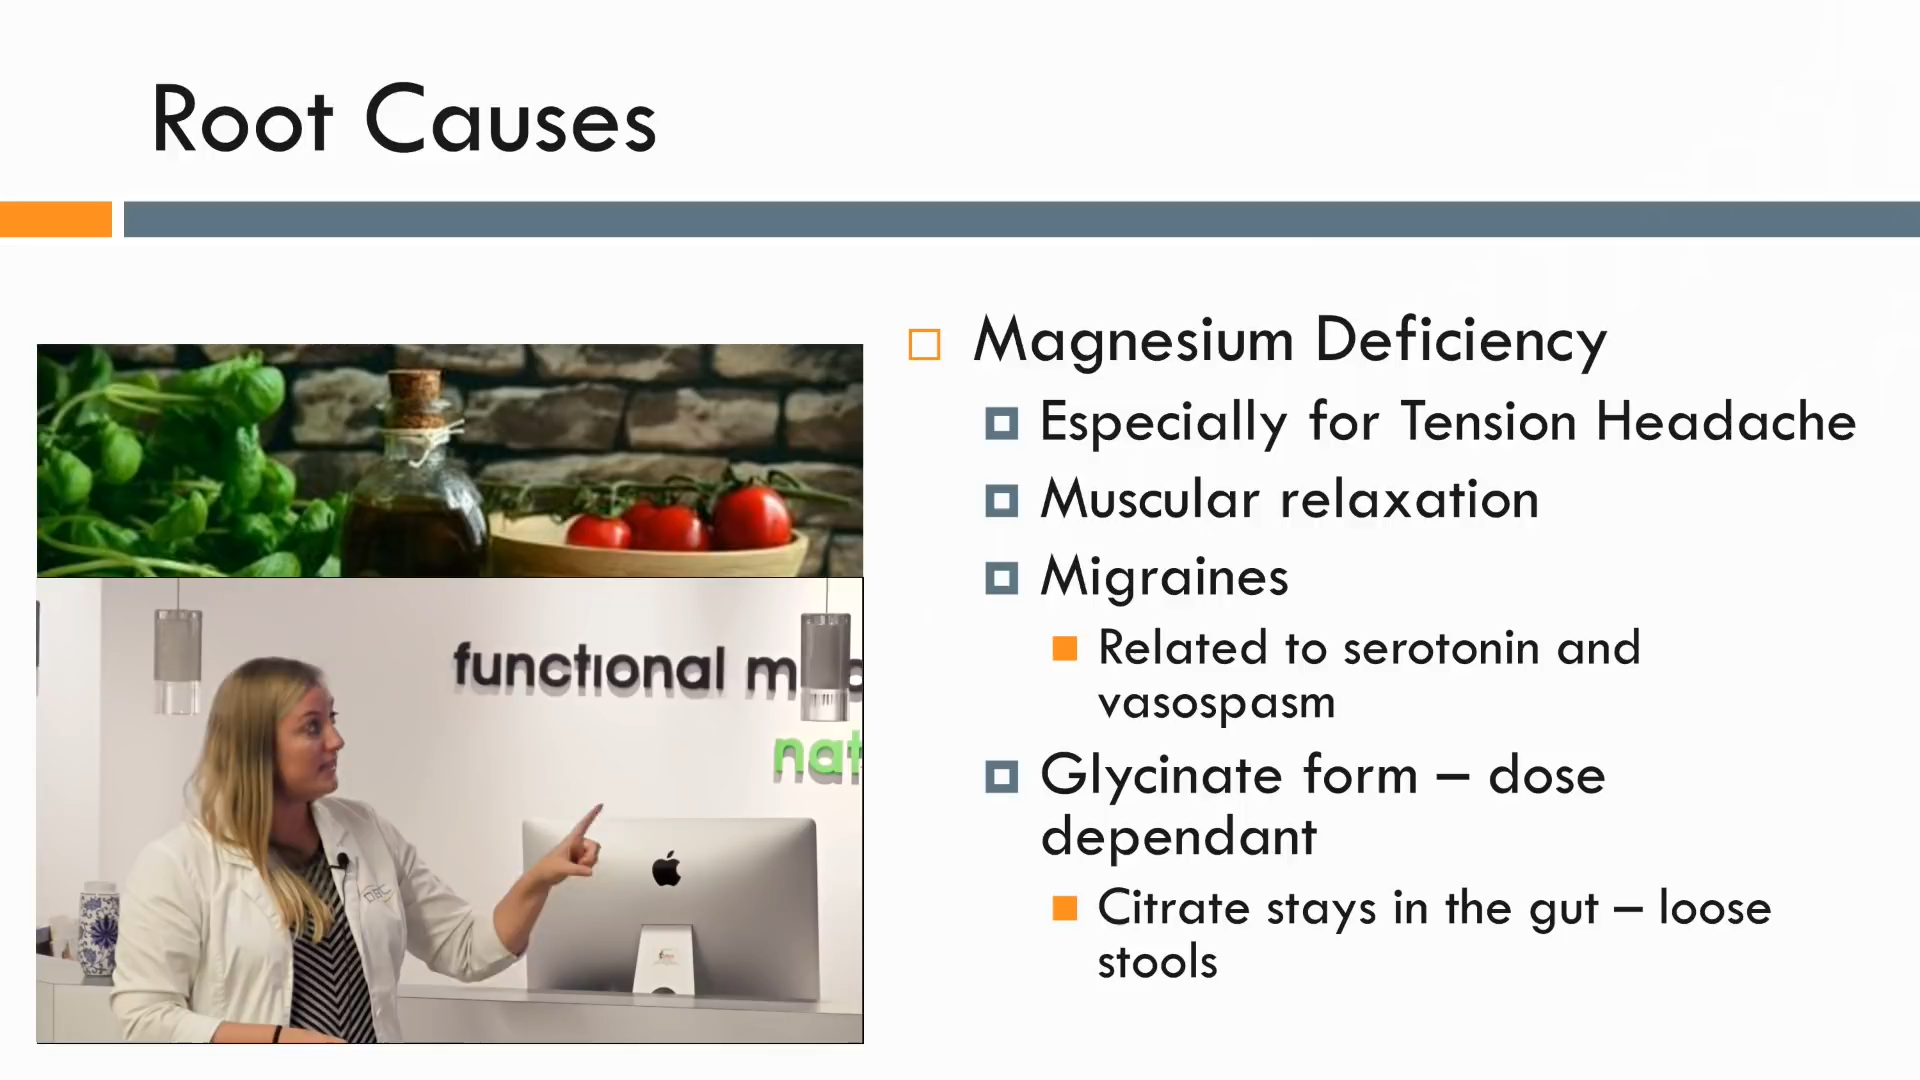 Root Causes
Magnesium Deficiency
Especially for Tension Headache
Muscular relaxation
Migraines
Related to serotonin and
vasospasm
Glycinate form – dose
dependant
Citrate stays in the gut – loose
stools
functional